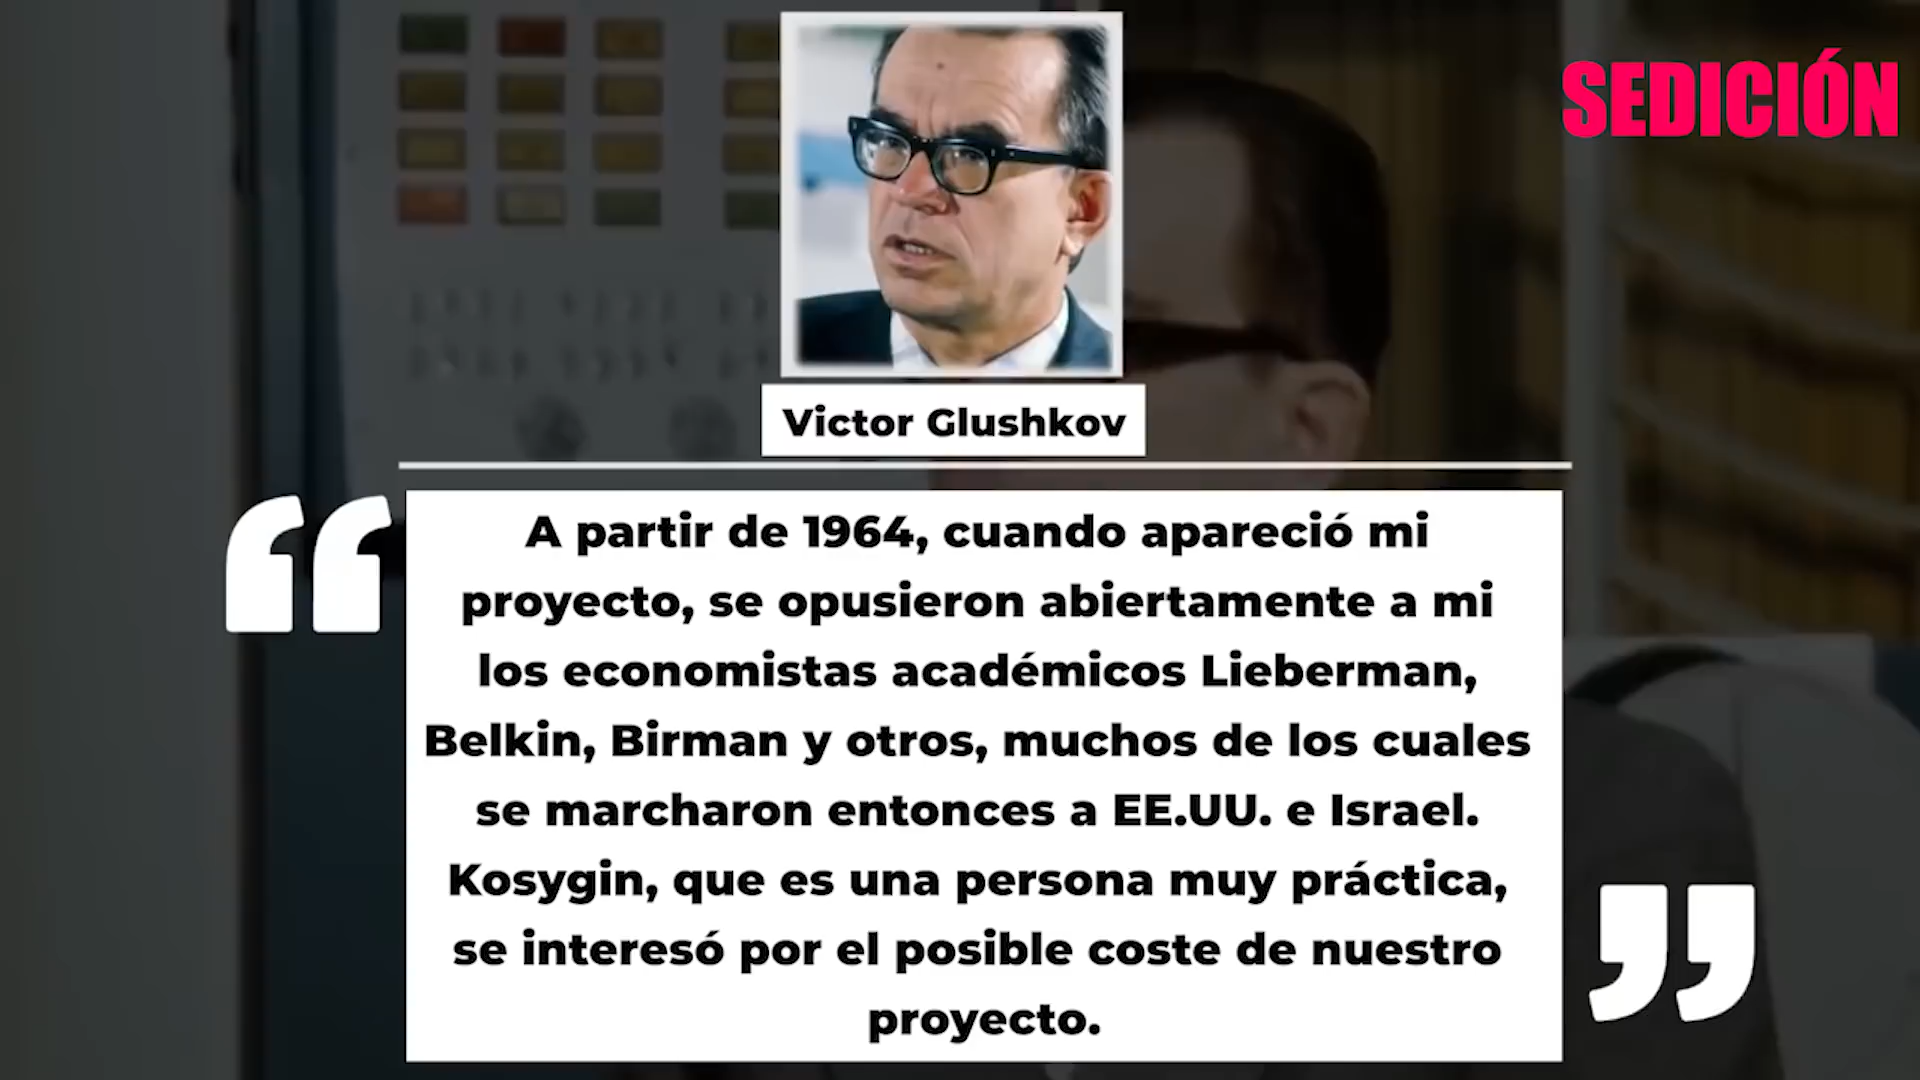 SEDICIÓN
Victor Glushkov
A partir de 1964, cuando apareció mi
proyecto, se opusieron abiertamente a mi
los economistas académicos Lieberman,
Belkin, Birman y otros, muchos de los cuales
se marcharon entonces a EE.UU. e Israel.
Kosygin, que es una persona muy práctica,
se interesó por el posible coste de nuestro
proyecto.